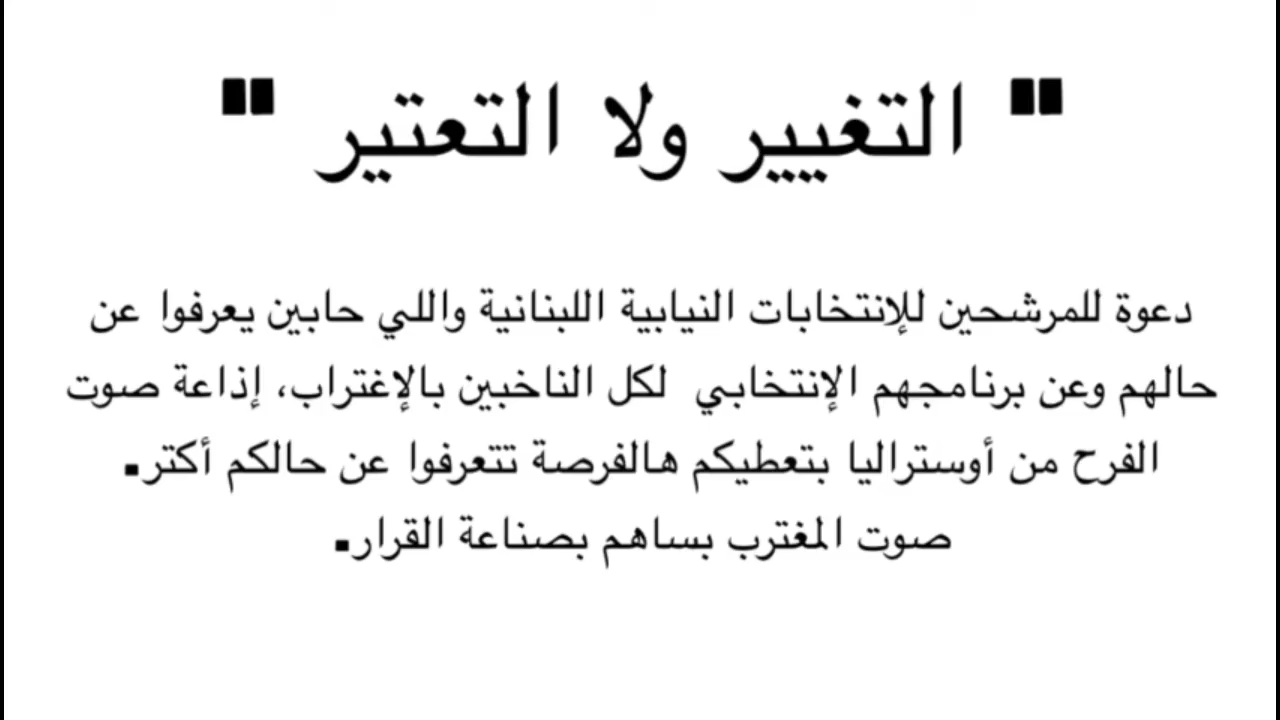 " التغيير ولا التعتير "
دعوة للمرشحين للإنتخابات النيابية اللبنانية واللي حابين يعرفوا عن
حالهم وعن برنامجهم الإنتخابي لكل الناخبين بالإغتراب، إذاعة صوت
الفرح من أوستراليا بتعطيكم هالفرصة تتعرفوا عن حالكم أكتر.
صوت المغترب بساهم بصناعة القرار.